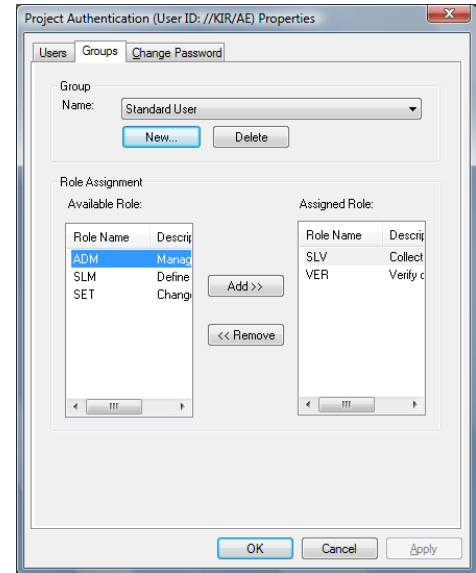 Project Authentication (User ID: //KIR/AE) Properties
Users Groups Change Password
Group
Name: Standard User
New... Delete
Role Assignment
Available Role: Assigned Role:
Role Name Descrip Role Name Descrip
ADM Manag SLV Collect
SLM Define VER Verify c
SET Chang
Add >>
<< Remove
OK Cancel Apply